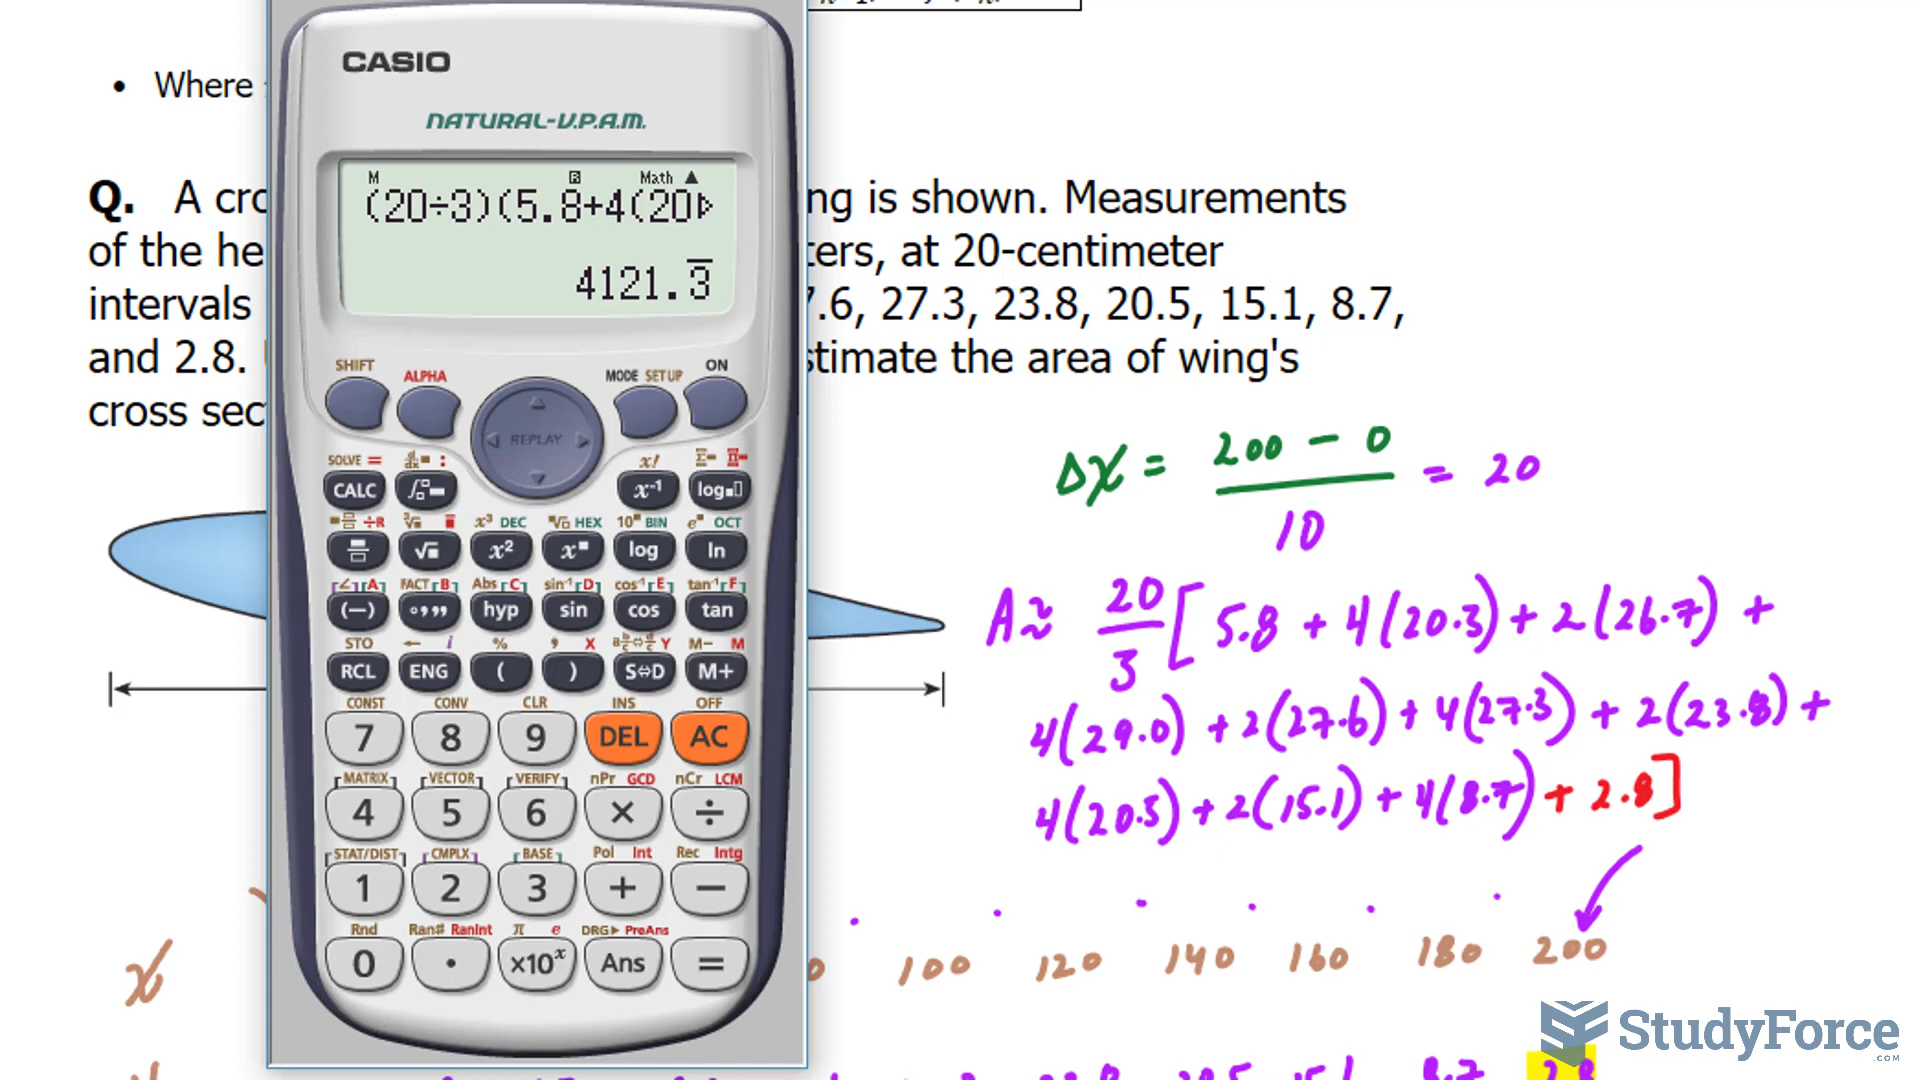 • Where
CASIO
NATURAL-V.P.A.M.
M R Math ▲
(20÷3)(5.8+4(20
4121.3̅
Q. A cro ng is shown. Measurements
of the he ters, at 20-centimeter
intervals 7.6, 27.3, 23.8, 20.5, 15.1, 8.7,
and 2.8. stimate the area of wing's
cross sec
SHIFT ALPHA MODE SETUP ON
REPLAY
SOLVE = d/dx : x! Σ Π
CALC ∫ x⁻¹ log
÷R ³√ x³ DEC ˣ√ HEX 10ˣ BIN eˣ OCT
√ x² x log ln
∠ A FACT B Abs C sin⁻¹ D cos⁻¹ E tan⁻¹ F
(−) °,,, hyp sin cos tan
STO ← i % , X Y M− M
RCL ENG ( ) S⇔D M+
CONST CONV CLR INS OFF
7 8 9 DEL AC
MATRIX VECTOR VERIFY nPr GCD nCr LCM
4 5 6 × ÷
STAT/DIST CMPLX BASE Pol Int Rec Intg
1 2 3 + −
Rnd Ran# RanInt π e DRG▸ PreAns
0 . ×10ˣ Ans =
Δx = 200 − 0 / 10 = 20
A ≈ 20/3 [ 5.8 + 4(20.3) + 2(26.7) +
4(29.0) + 2(27.6) + 4(27.3) + 2(23.8) +
4(20.5) + 2(15.1) + 4(8.7) + 2.8]
x 0 100 120 140 160 180 200
StudyForce
.COM